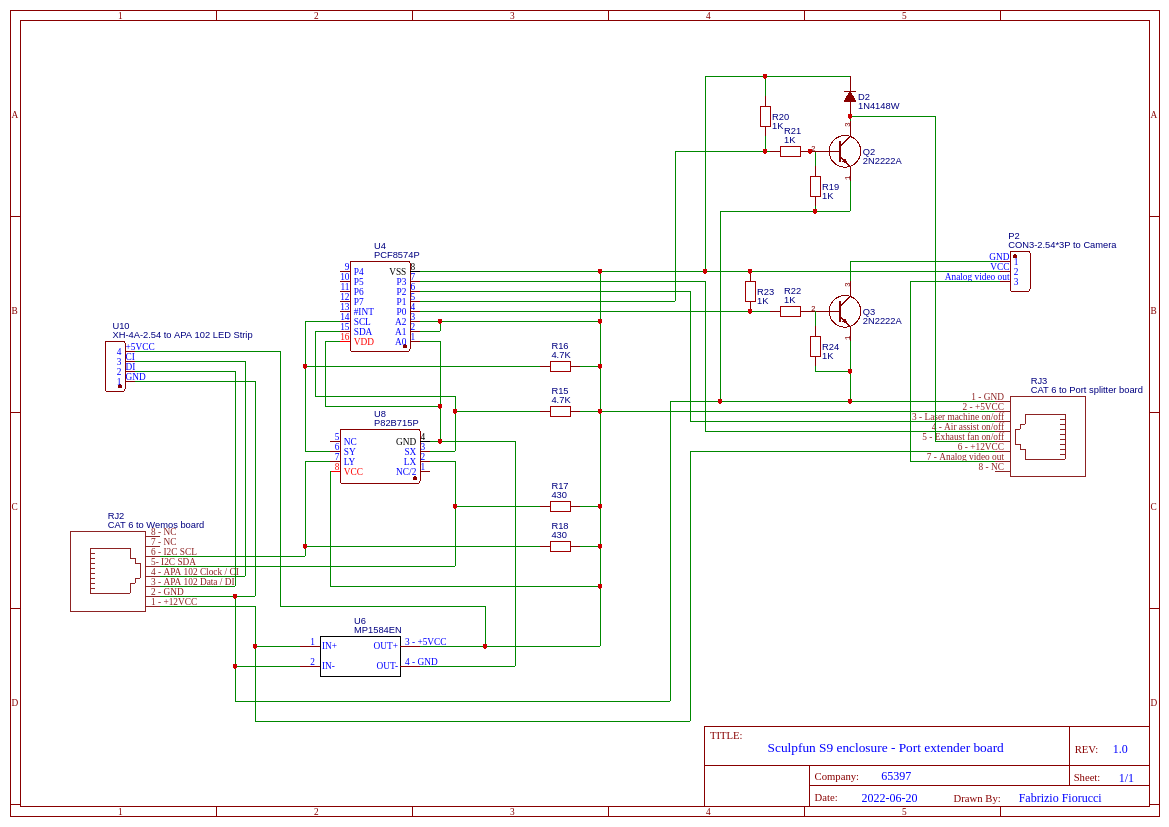 1 2 3 4 5
A
A
D2
1N4148W
3
R20
1K
R21
1K
2
Q2
2N2222A
1
R19
1K
B
B
P2
CON3-2.54*3P to Camera
GND 1
VCC 2
Analog video out 3
U4
PCF8574P
9 P4 VSS 8
10 P5 P3 7
11 P6 P2 6
12 P7 P1 5
13 #INT P0 4
14 SCL A2 3
15 SDA A1 2
16 VDD A0 1
R23
1K
R22
1K
3
2
Q3
2N2222A
1
R24
1K
U10
XH-4A-2.54 to APA 102 LED Strip
4 +5VCC
3 CI
2 DI
1 GND
R16
4.7K
R15
4.7K
RJ3
CAT 6 to Port splitter board
1 - GND
2 - +5VCC
3 - Laser machine on/off
4 - Air assist on/off
5 - Exhaust fan on/off
6 - +12VCC
7 - Analog video out
8 - NC
U8
P82B715P
5 NC GND 4
6 SY SX 3
7 LY LX 2
8 VCC NC/2 1
C
C
R17
430
R18
430
RJ2
CAT 6 to Wemos board
8 - NC
7 - NC
6 - I2C SCL
5- I2C SDA
4 - APA 102 Clock / CI
3 - APA 102 Data / DI
2 - GND
1 - +12VCC
U6
MP1584EN
1 IN+ OUT+ 3 - +5VCC
2 IN- OUT- 4 - GND
D
D
TITLE:
Sculpfun S9 enclosure - Port extender board
REV: 1.0
Company: 65397
Sheet: 1/1
Date: 2022-06-20 Drawn By: Fabrizio Fiorucci
1 2 3 4 5